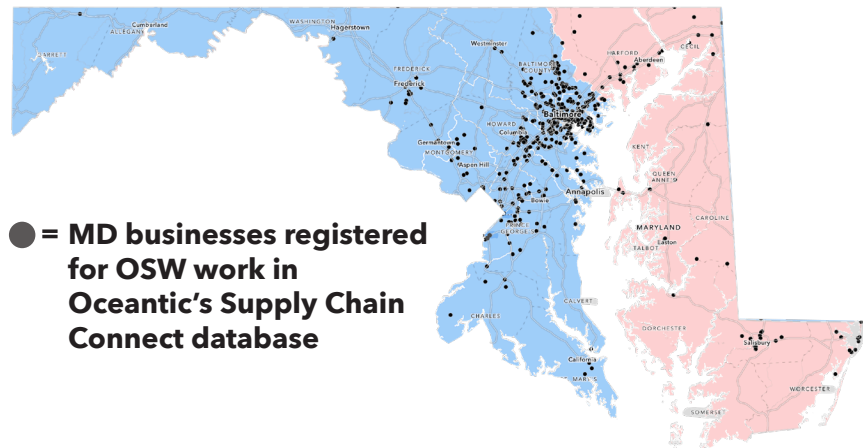 WASHINGTON
Hagerstown
Cumberland
ALLEGANY
GARRETT
Westminster
HARFORD
CECIL
Aberdeen
BALTIMORE
COUNTY
FREDERICK
Frederick
Baltimore
HOWARD
Columbia
Germantown
MONTGOMERY
Aspen Hill
KENT
QUEEN
ANNE'S
Annapolis
Bowie
PRINCE
GEORGE'S
MARYLAND
CAROLINE
TALBOT
Easton
= MD businesses registered
for OSW work in
Oceantic's Supply Chain
Connect database
CALVERT
CHARLES
DORCHESTER
Salisbury
California
ST. MARY'S
WORCESTER
SOMERSET